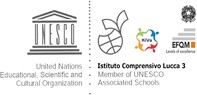 UNESCO
EFQM
Levels of excellence
United Nations
Educational, Scientific and
Cultural Organization
Istituto Comprensivo Lucca 3
Member of UNESCO
Associated Schools